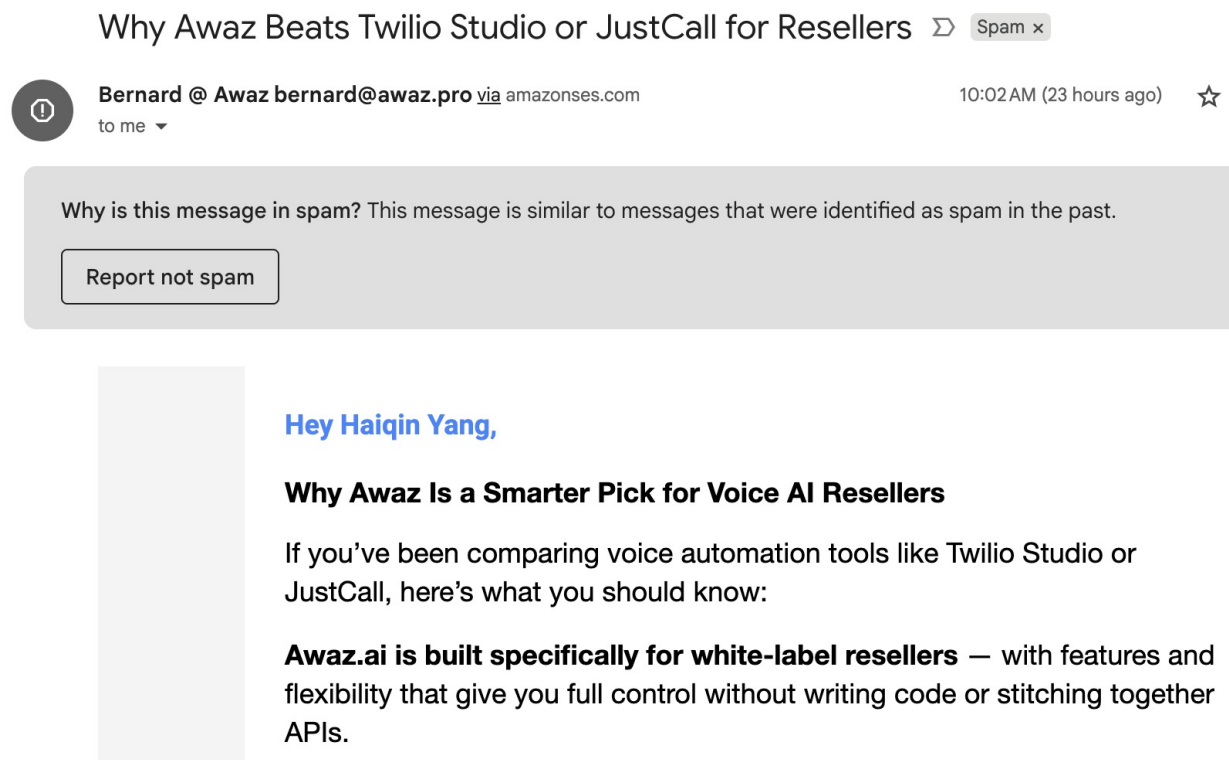 Why Awaz Beats Twilio Studio or JustCall for Resellers Spam ×
Bernard @ Awaz bernard@awaz.pro via amazonses.com 10:02 AM (23 hours ago)
to me
Why is this message in spam? This message is similar to messages that were identified as spam in the past.
Report not spam
Hey Haiqin Yang,
Why Awaz Is a Smarter Pick for Voice AI Resellers
If you’ve been comparing voice automation tools like Twilio Studio or
JustCall, here’s what you should know:
Awaz.ai is built specifically for white-label resellers — with features and
flexibility that give you full control without writing code or stitching together
APIs.